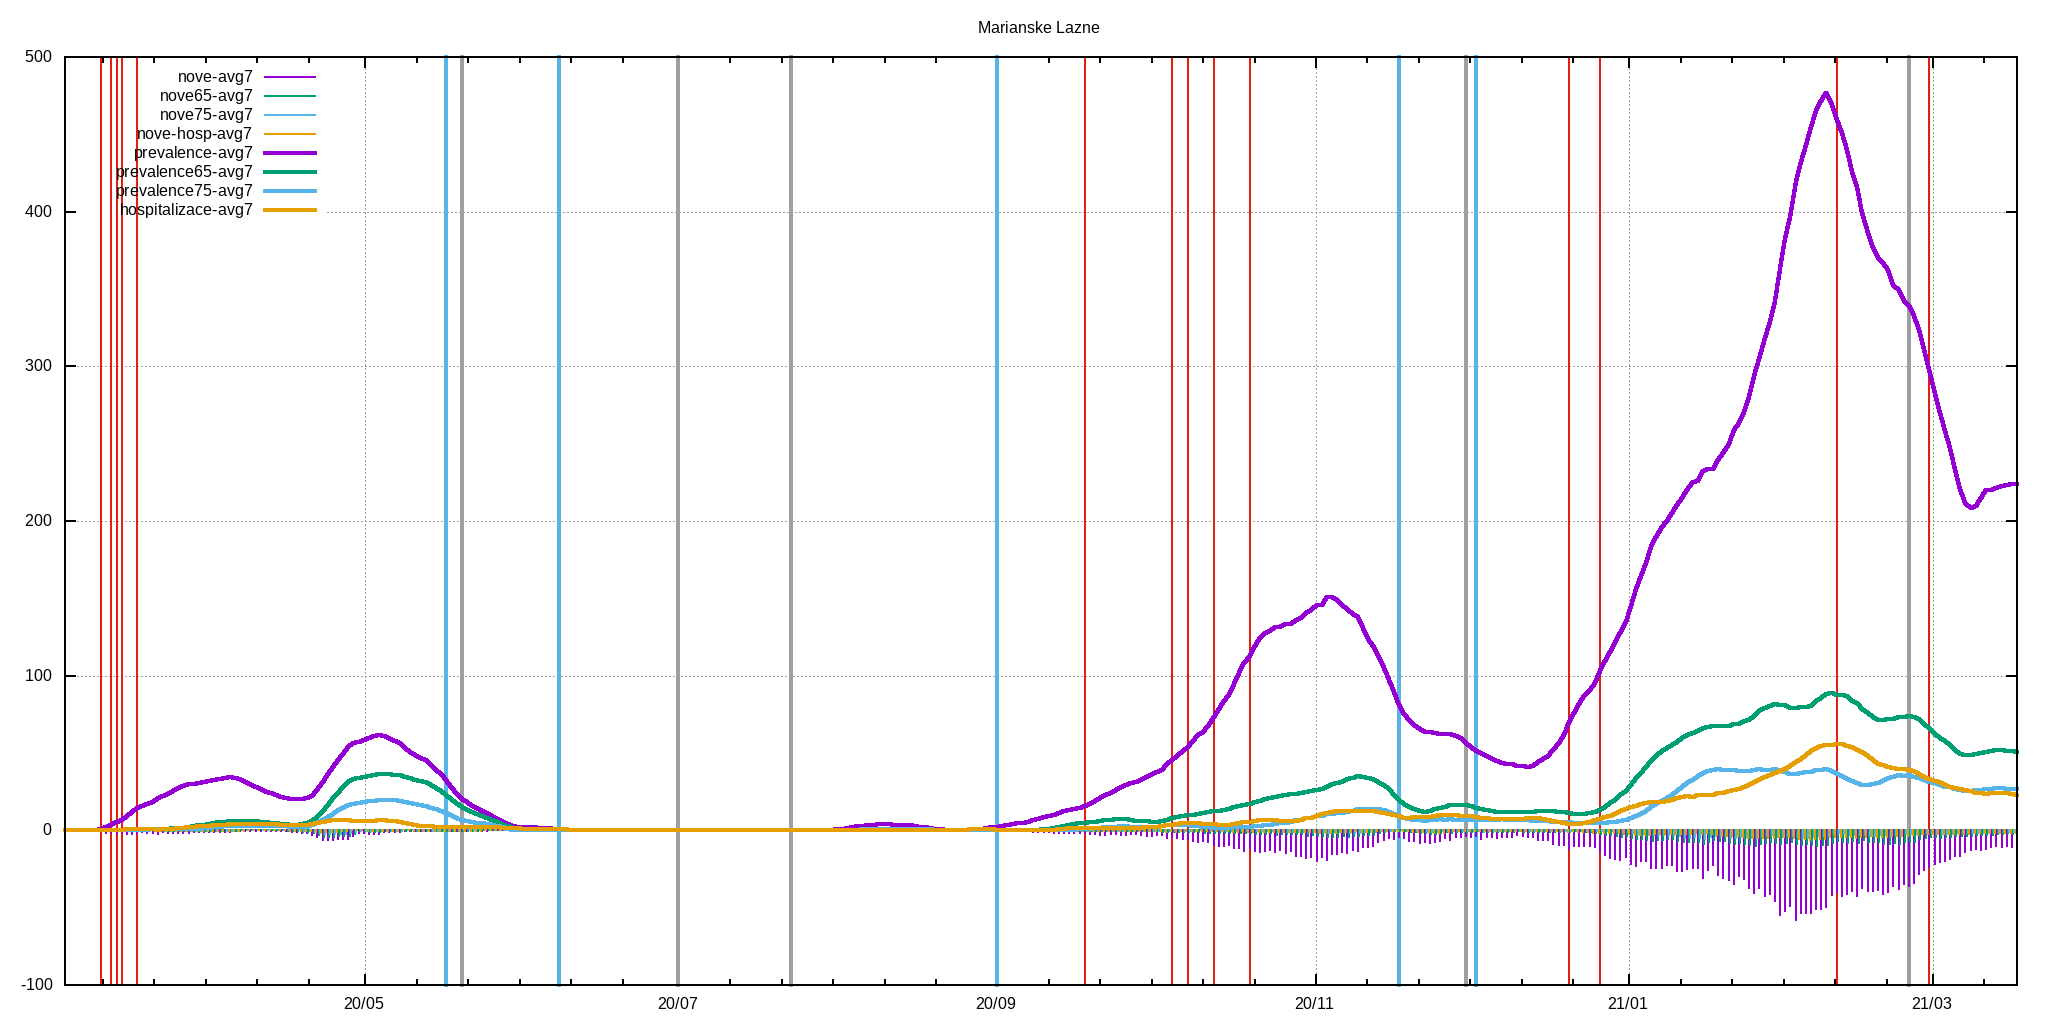 Marianske Lazne
500
400
300
200
100
0
-100
nove-avg7
nove65-avg7
nove75-avg7
nove-hosp-avg7
prevalence-avg7
prevalence65-avg7
prevalence75-avg7
hospitalizace-avg7
20/05
20/07
20/09
20/11
21/01
21/03